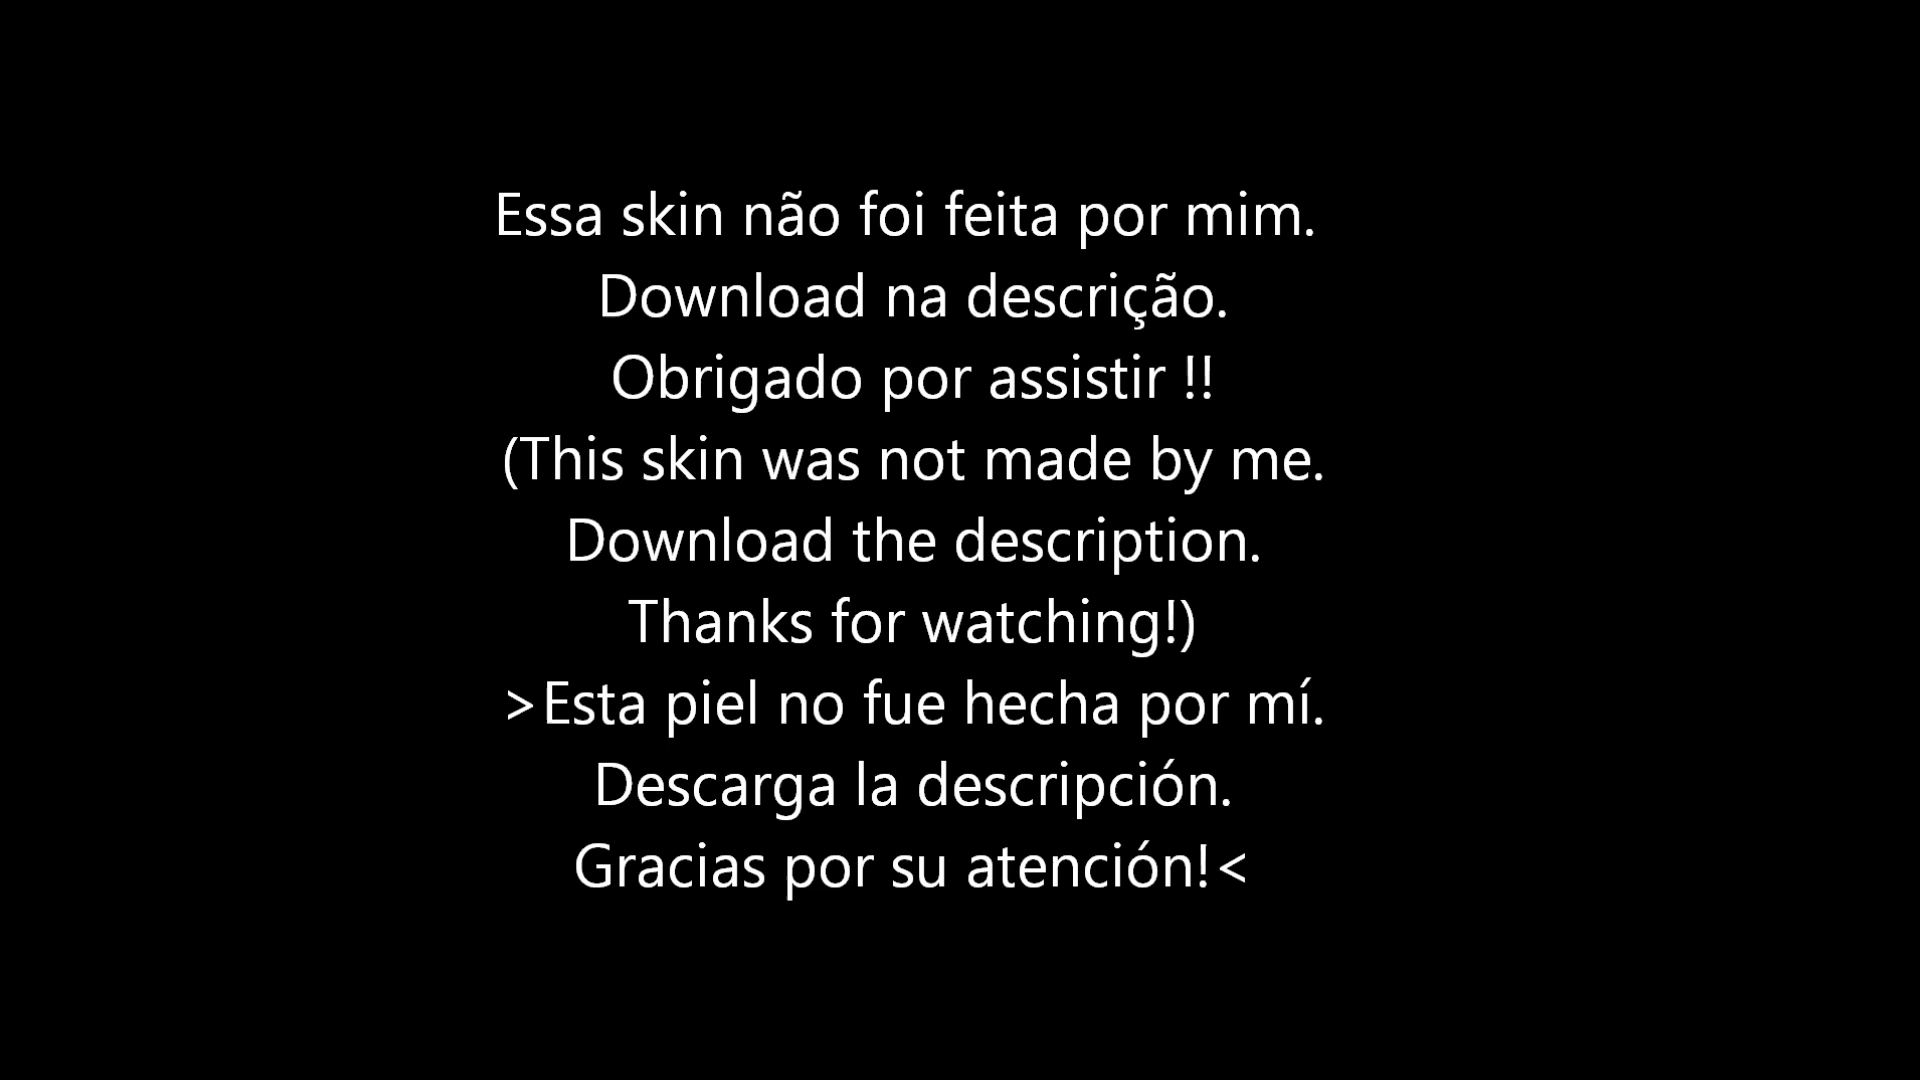 Essa skin não foi feita por mim.
Download na descrição.
Obrigado por assistir !!
(This skin was not made by me.
Download the description.
Thanks for watching!)
>Esta piel no fue hecha por mí.
Descarga la descripción.
Gracias por su atención!<